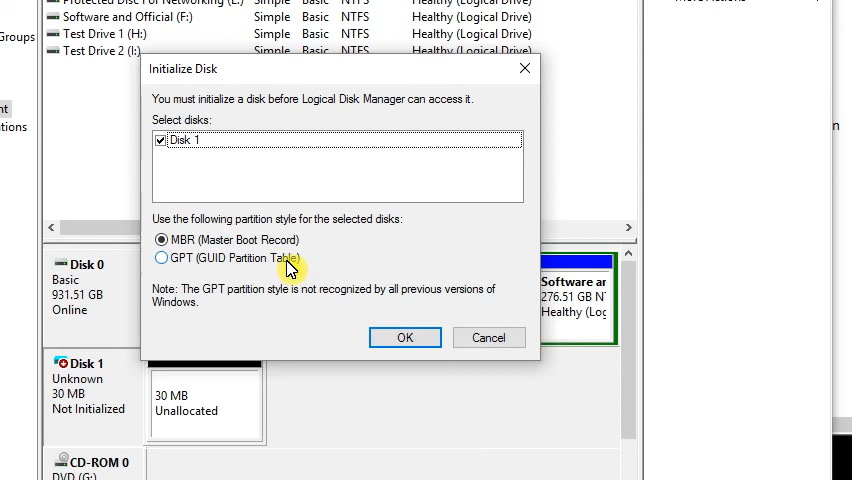 Protected Disc For Networking (E:) Simple Basic NTFS Healthy (Logical Drive)
Software and Official (F:) Simple Basic NTFS Healthy (Logical Drive)
Test Drive 1 (H:) Simple Basic NTFS Healthy (Logical Drive)
Test Drive 2 (I:) Simple Basic NTFS Healthy (Logical Drive)
More Actions
Groups
nt
ations
n
Initialize Disk
You must initialize a disk before Logical Disk Manager can access it.
Select disks:
Disk 1
Use the following partition style for the selected disks:
MBR (Master Boot Record)
GPT (GUID Partition Table)
Note: The GPT partition style is not recognized by all previous versions of
Windows.
OK Cancel
Disk 0
Basic
931.51 GB
Online
Software ar
276.51 GB NT
Healthy (Log
Disk 1
Unknown
30 MB
Not Initialized
30 MB
Unallocated
CD-ROM 0
DVD (G:)